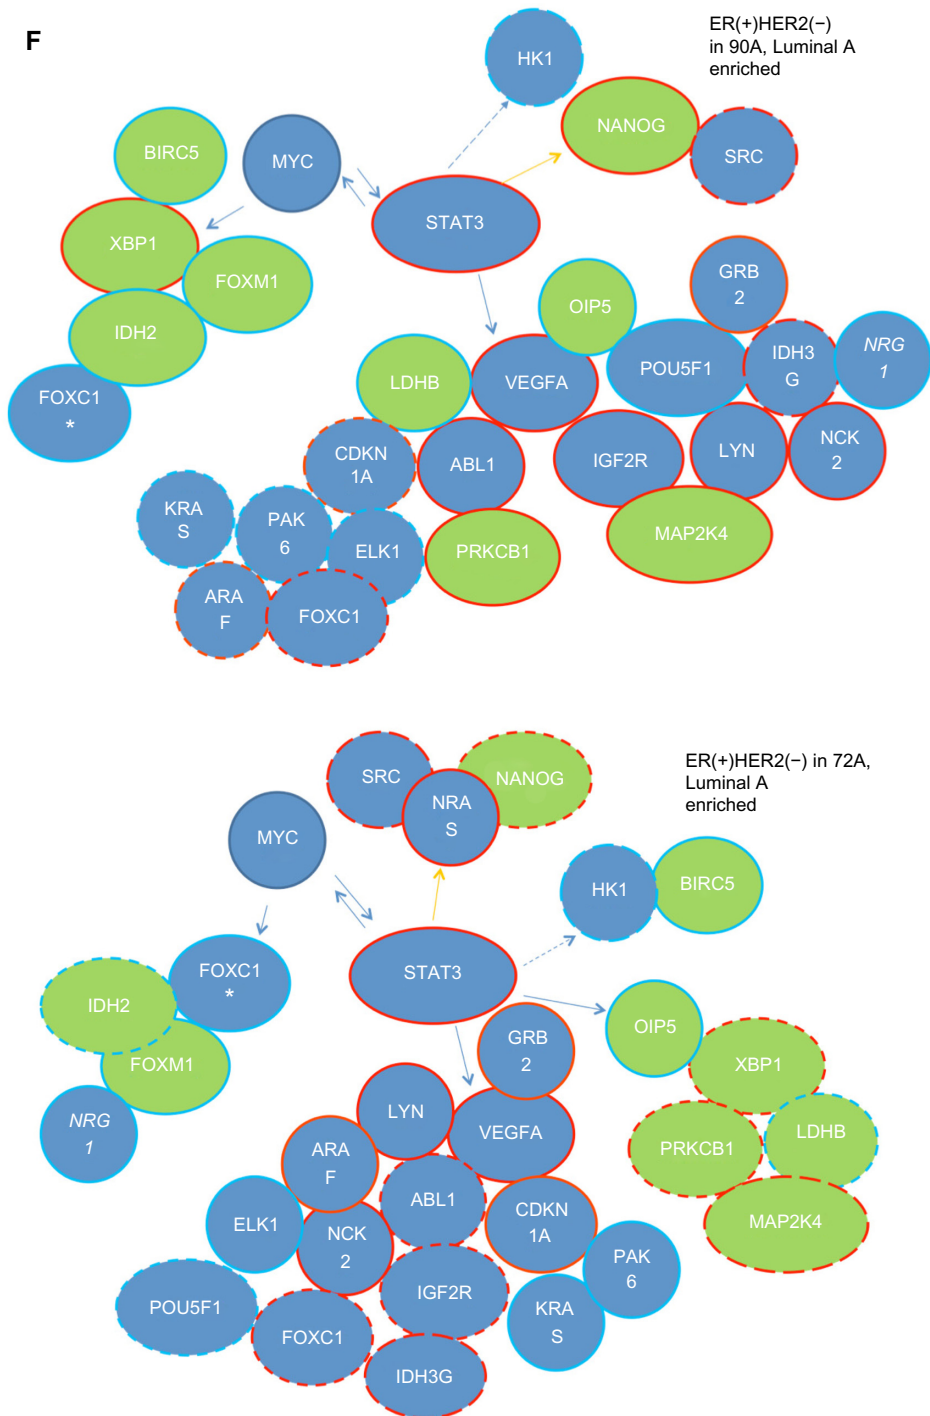 F
ER(+)HER2(−)
in 90A, Luminal A
enriched
HK1
NANOG
SRC
BIRC5
MYC
STAT3
XBP1
FOXM1
IDH2
FOXC1
*
OIP5
GRB
2
LDHB
VEGFA
POU5F1
IDH3
G
NRG
1
CDKN
1A
ABL1
IGF2R
LYN
NCK
2
KRA
S
PAK
6
ELK1
PRKCB1
MAP2K4
ARA
F
FOXC1
ER(+)HER2(−) in 72A,
Luminal A
enriched
SRC
NRA
S
NANOG
MYC
HK1
BIRC5
STAT3
FOXC1
*
IDH2
FOXM1
NRG
1
GRB
2
OIP5
XBP1
LYN
VEGFA
PRKCB1
LDHB
ARA
F
ABL1
CDKN
1A
MAP2K4
ELK1
NCK
2
PAK
6
POU5F1
FOXC1
IGF2R
KRA
S
IDH3G